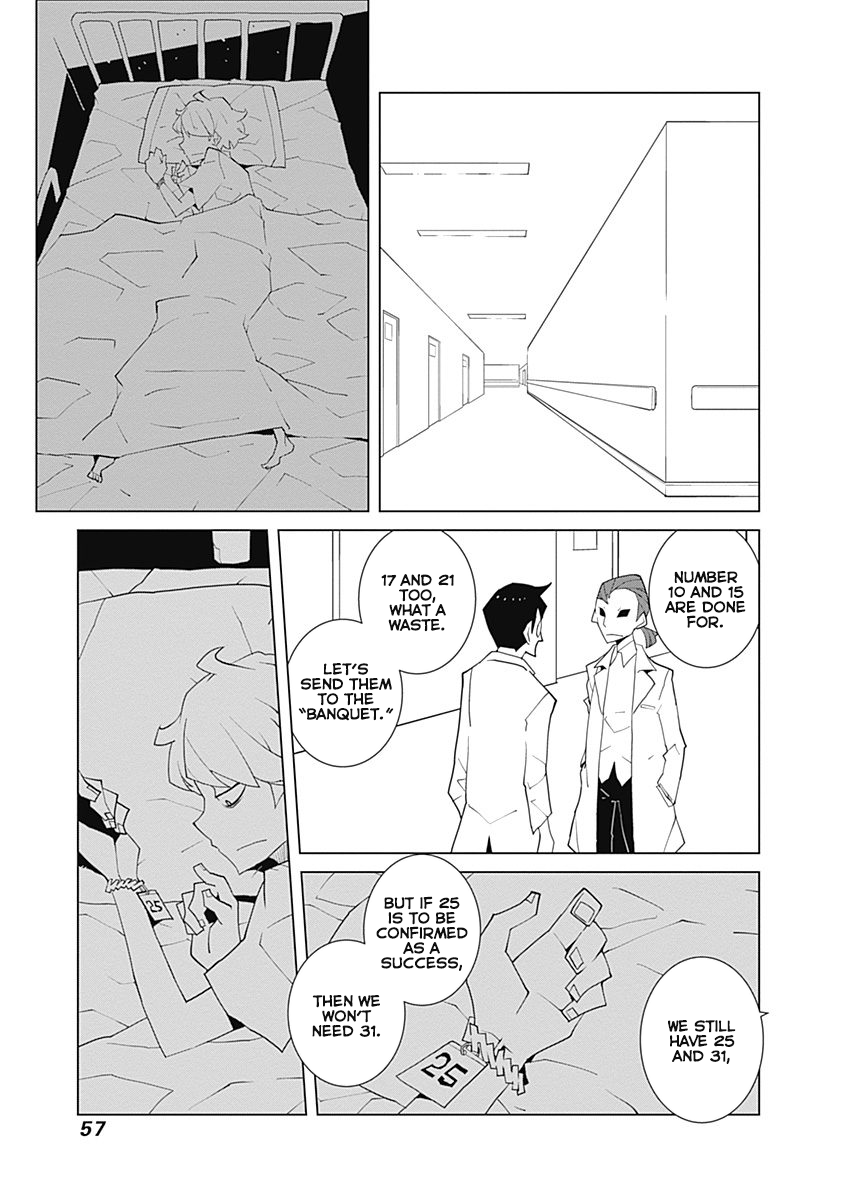 NUMBER
10 AND 15
ARE DONE
FOR.
17 AND 21
TOO,
WHAT A
WASTE.
LET'S
SEND THEM
TO THE
"BANQUET."
25
WE STILL
HAVE 25
AND 31,
BUT IF 25
IS TO BE
CONFIRMED
AS A
SUCCESS,
THEN WE
WON'T
NEED 31.
25
57